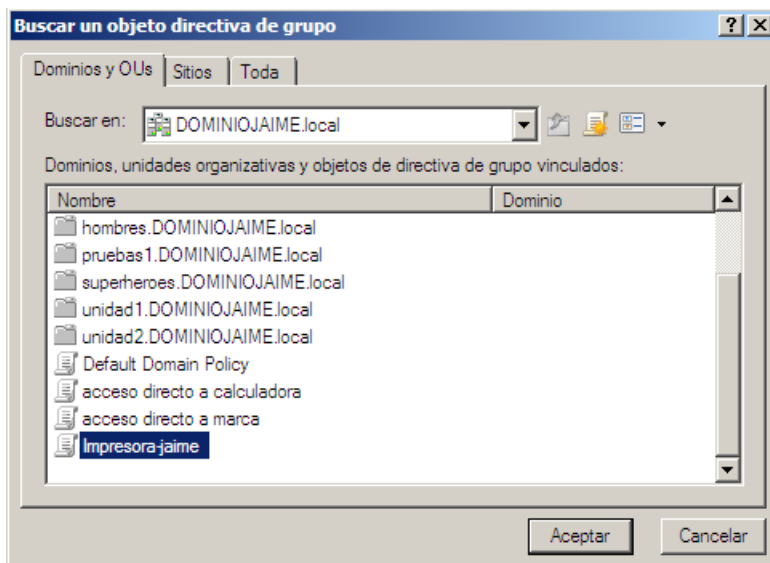 Buscar un objeto directiva de grupo
Dominios y OUs Sitios Toda
Buscar en: DOMINIOJAIME.local
Dominios, unidades organizativas y objetos de directiva de grupo vinculados:
Nombre Dominio
hombres.DOMINIOJAIME.local
pruebas1.DOMINIOJAIME.local
superheroes.DOMINIOJAIME.local
unidad1.DOMINIOJAIME.local
unidad2.DOMINIOJAIME.local
Default Domain Policy
acceso directo a calculadora
acceso directo a marca
Impresora-jaime
Aceptar Cancelar